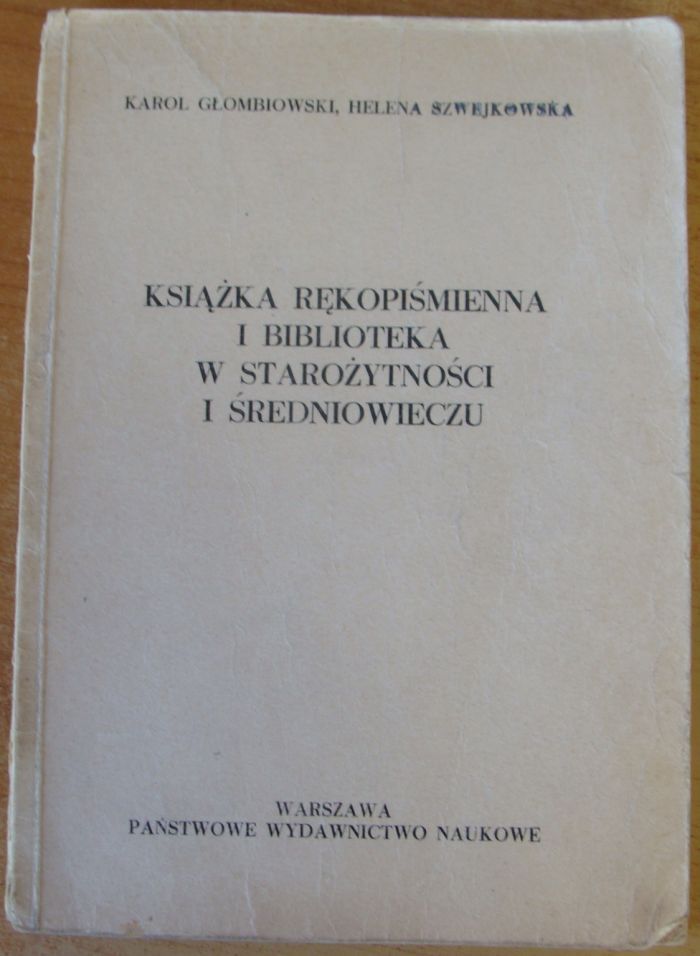 KAROL GŁOMBIOWSKI, HELENA SZWEJKOWSKA
KSIĄŻKA RĘKOPIŚMIENNA
I BIBLIOTEKA
W STAROŻYTNOŚCI
I ŚREDNIOWIECZU
WARSZAWA
PAŃSTWOWE WYDAWNICTWO NAUKOWE